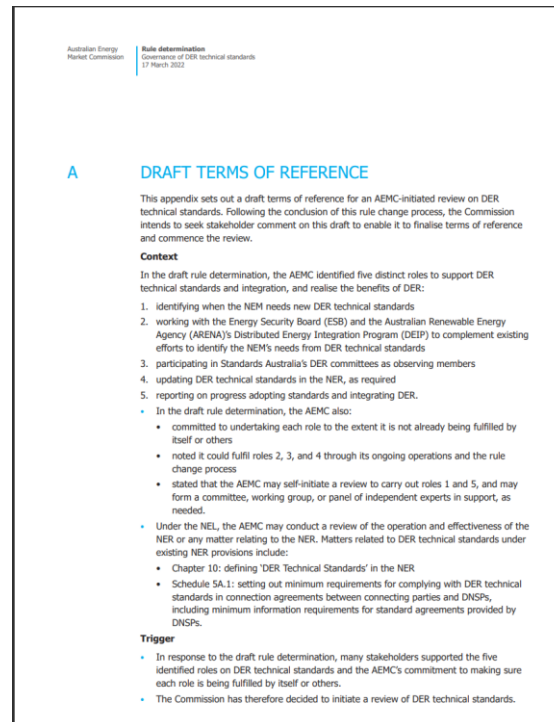 Australian Energy
Market Commission
Rule determination
Governance of DER technical standards
17 March 2022
A DRAFT TERMS OF REFERENCE
This appendix sets out a draft terms of reference for an AEMC-initiated review on DER
technical standards. Following the conclusion of this rule change process, the Commission
intends to seek stakeholder comment on this draft to enable it to finalise terms of reference
and commence the review.
Context
In the draft rule determination, the AEMC identified five distinct roles to support DER
technical standards and integration, and realise the benefits of DER:
1. identifying when the NEM needs new DER technical standards
2. working with the Energy Security Board (ESB) and the Australian Renewable Energy
Agency (ARENA)'s Distributed Energy Integration Program (DEIP) to complement existing
efforts to identify the NEM's needs from DER technical standards
3. participating in Standards Australia's DER committees as observing members
4. updating DER technical standards in the NER, as required
5. reporting on progress adopting standards and integrating DER.
• In the draft rule determination, the AEMC also:
• committed to undertaking each role to the extent it is not already being fulfilled by
itself or others
• noted it could fulfil roles 2, 3, and 4 through its ongoing operations and the rule
change process
• stated that the AEMC may self-initiate a review to carry out roles 1 and 5, and may
form a committee, working group, or panel of independent experts in support, as
needed.
• Under the NEL, the AEMC may conduct a review of the operation and effectiveness of the
NER or any matter relating to the NER. Matters related to DER technical standards under
existing NER provisions include:
• Chapter 10: defining 'DER Technical Standards' in the NER
• Schedule 5A.1: setting out minimum requirements for complying with DER technical
standards in connection agreements between connecting parties and DNSPs,
including minimum information requirements for standard agreements provided by
DNSPs.
Trigger
• In response to the draft rule determination, many stakeholders supported the five
identified roles on DER technical standards and the AEMC's commitment to making sure
each role is being fulfilled by itself or others.
• The Commission has therefore decided to initiate a review of DER technical standards.